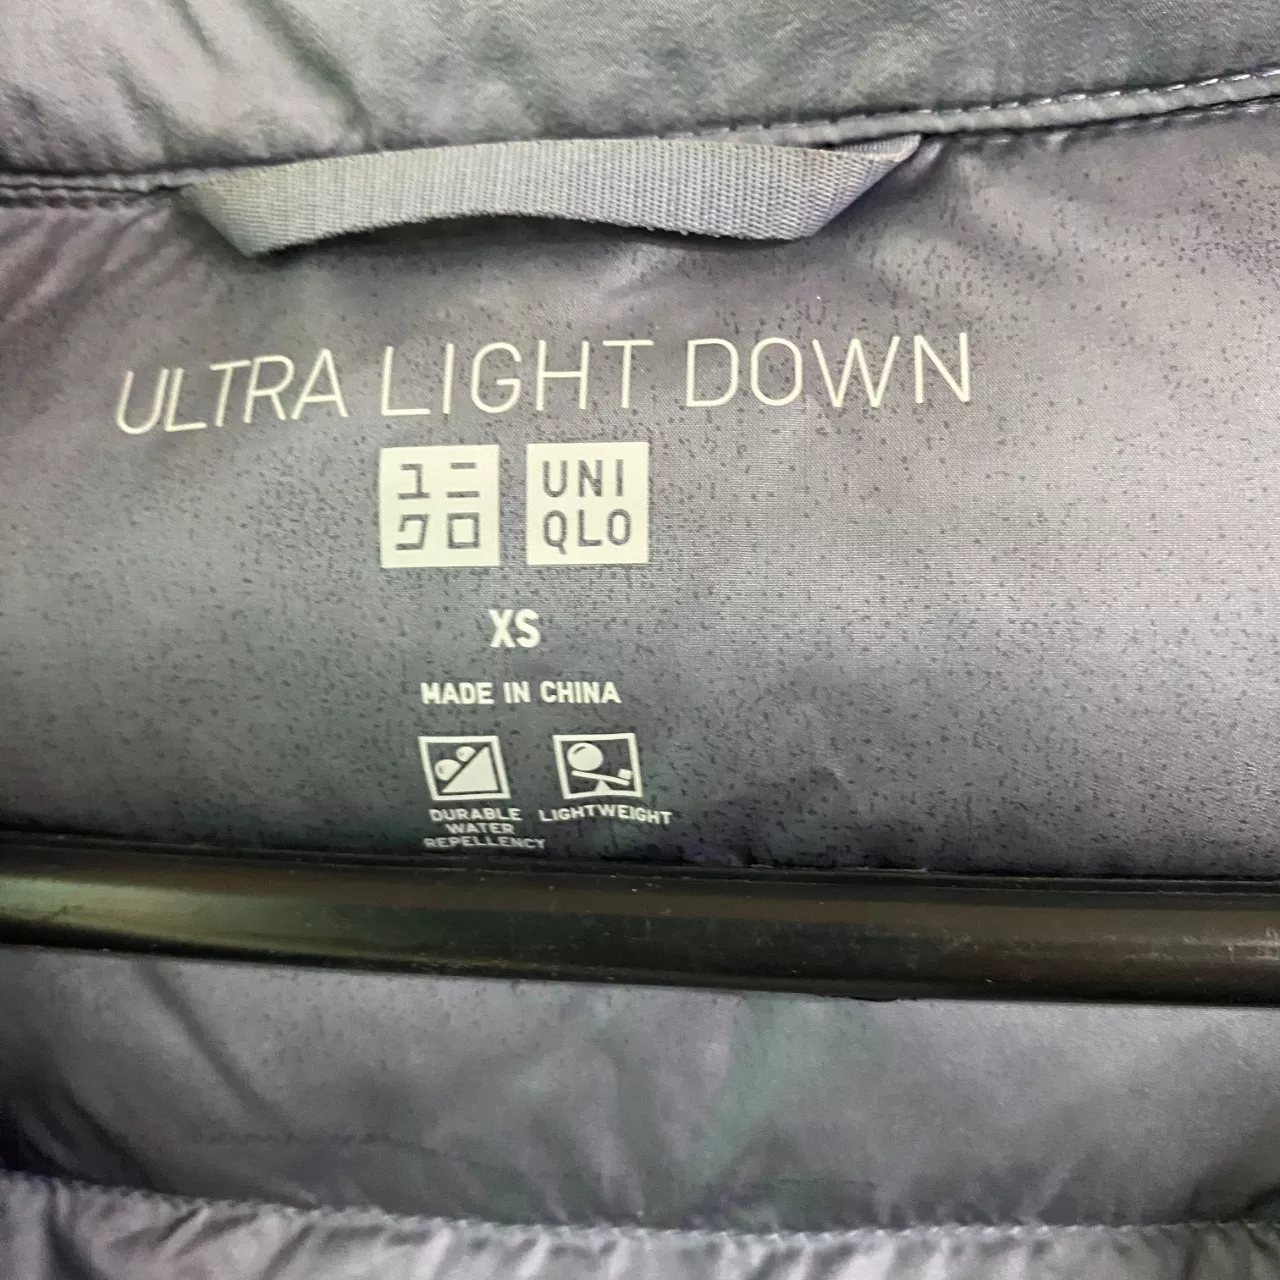 ULTRA LIGHT DOWN
ユニ UNI
クロ QLO
XS
MADE IN CHINA
DURABLE LIGHTWEIGHT
WATER
REPELLENCY